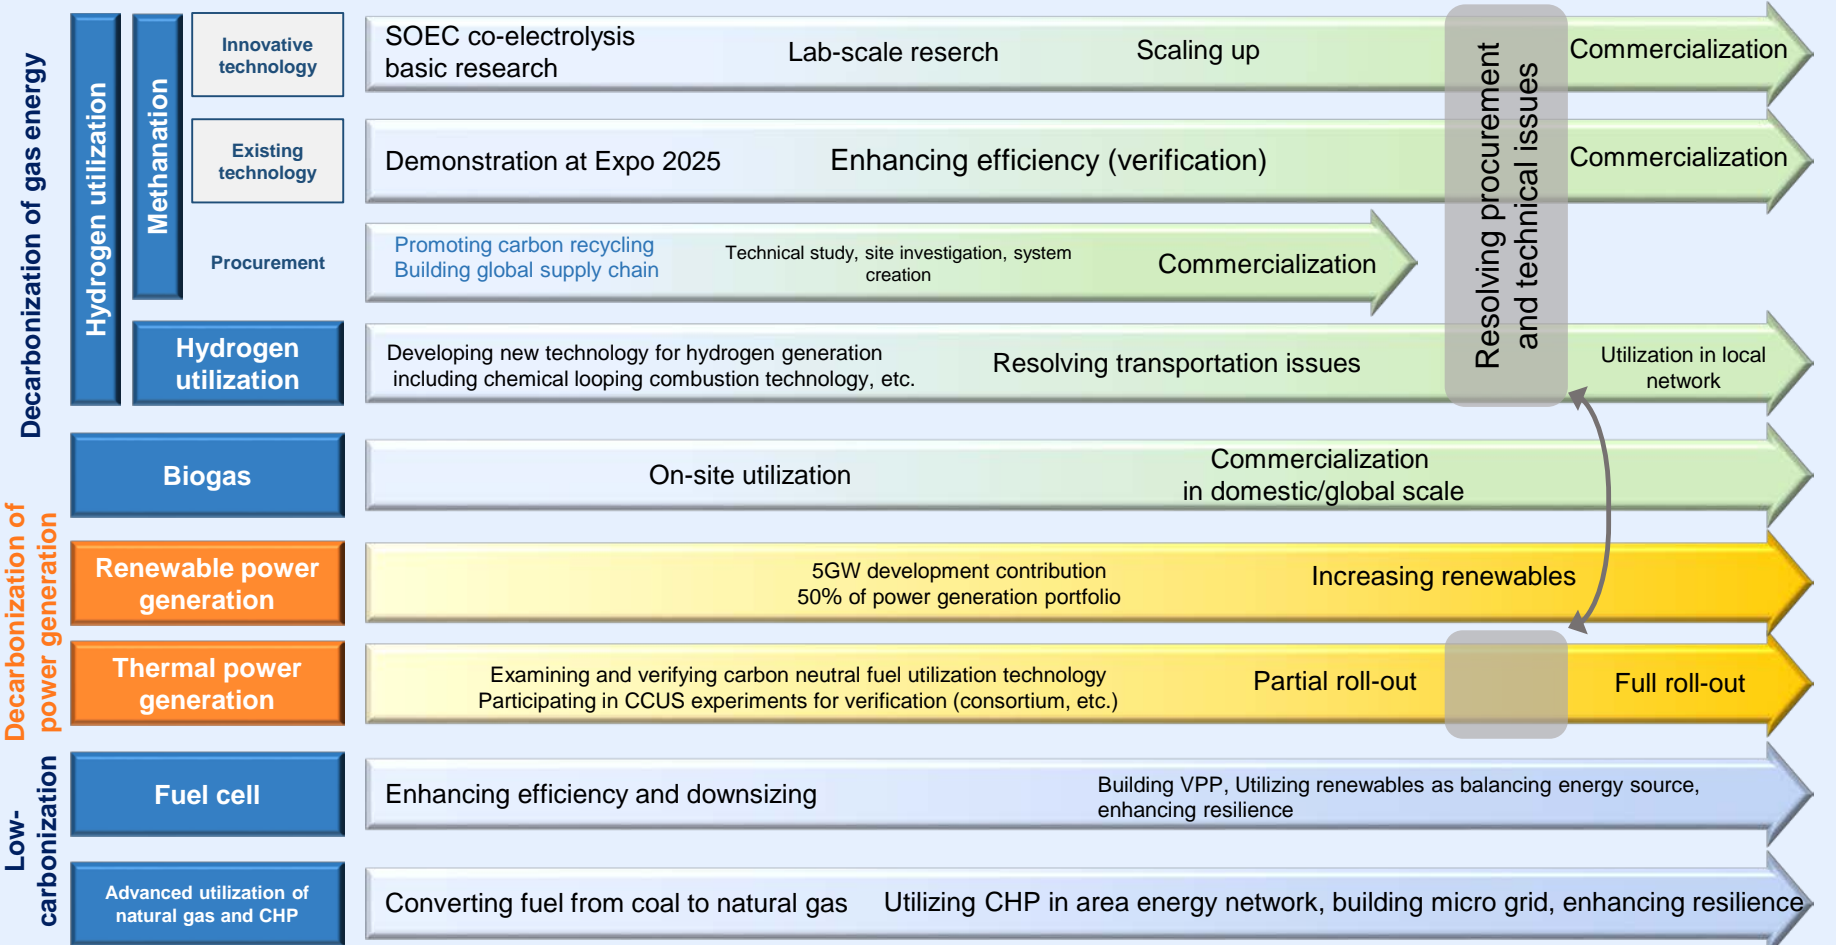 Decarbonization of gas energy
Hydrogen utilization
Methanation
Innovative
technology
SOEC co-electrolysis
basic research
Lab-scale reserch
Scaling up
Commercialization
Existing
technology
Demonstration at Expo 2025
Enhancing efficiency (verification)
Commercialization
Procurement
Promoting carbon recycling
Building global supply chain
Technical study, site investigation, system
creation
Commercialization
Resolving procurement
and technical issues
Hydrogen
utilization
Developing new technology for hydrogen generation
including chemical looping combustion technology, etc.
Resolving transportation issues
Utilization in local
network
Biogas
On-site utilization
Commercialization
in domestic/global scale
Decarbonization of
power generation
Renewable power
generation
5GW development contribution
50% of power generation portfolio
Increasing renewables
Thermal power
generation
Examining and verifying carbon neutral fuel utilization technology
Participating in CCUS experiments for verification (consortium, etc.)
Partial roll-out
Full roll-out
Low-
carbonization
Fuel cell
Enhancing efficiency and downsizing
Building VPP, Utilizing renewables as balancing energy source,
enhancing resilience
Advanced utilization of
natural gas and CHP
Converting fuel from coal to natural gas
Utilizing CHP in area energy network, building micro grid, enhancing resilience